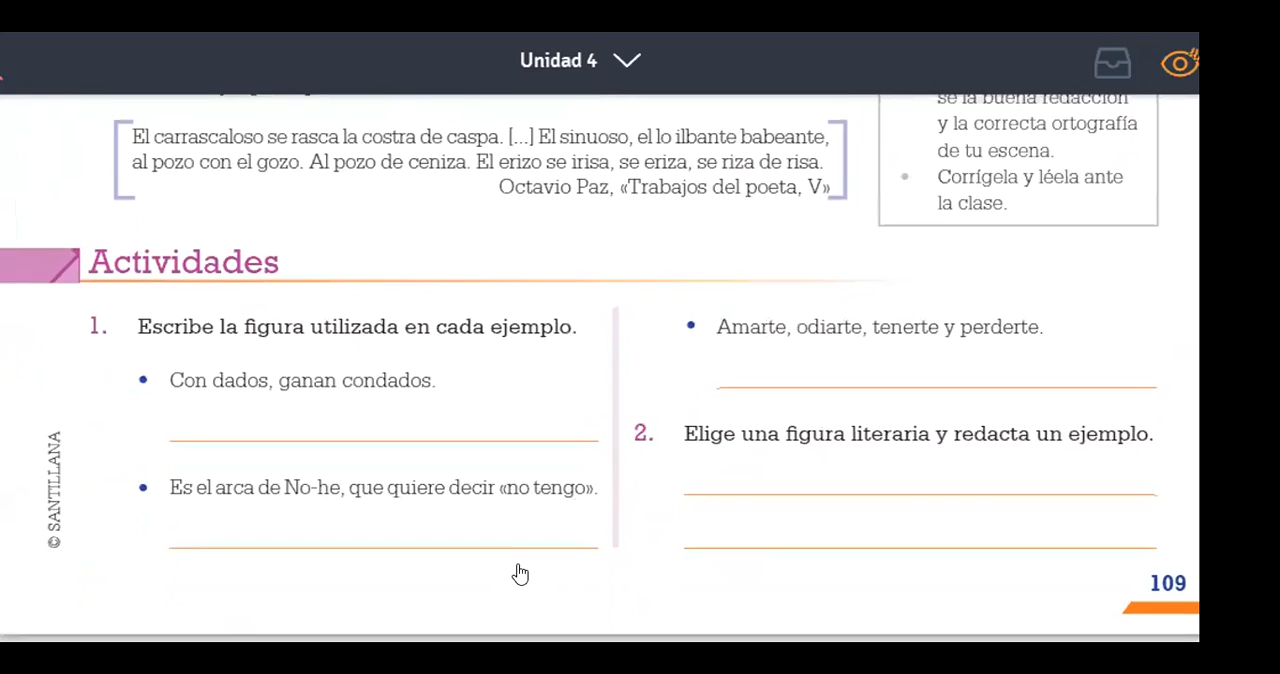 Unidad 4
El carrascaloso se rasca la costra de caspa. [...] El sinuoso, el lo ilbante babeante,
al pozo con el gozo. Al pozo de ceniza. El erizo se irisa, se eriza, se riza de risa.
Octavio Paz, «Trabajos del poeta, V»
se la buena redacción
y la correcta ortografía
de tu escena.
• Corrígela y léela ante
la clase.
Actividades
1. Escribe la figura utilizada en cada ejemplo.
• Con dados, ganan condados.
• Es el arca de No-he, que quiere decir «no tengo».
• Amarte, odiarte, tenerte y perderte.
2. Elige una figura literaria y redacta un ejemplo.
© SANTILLANA
109